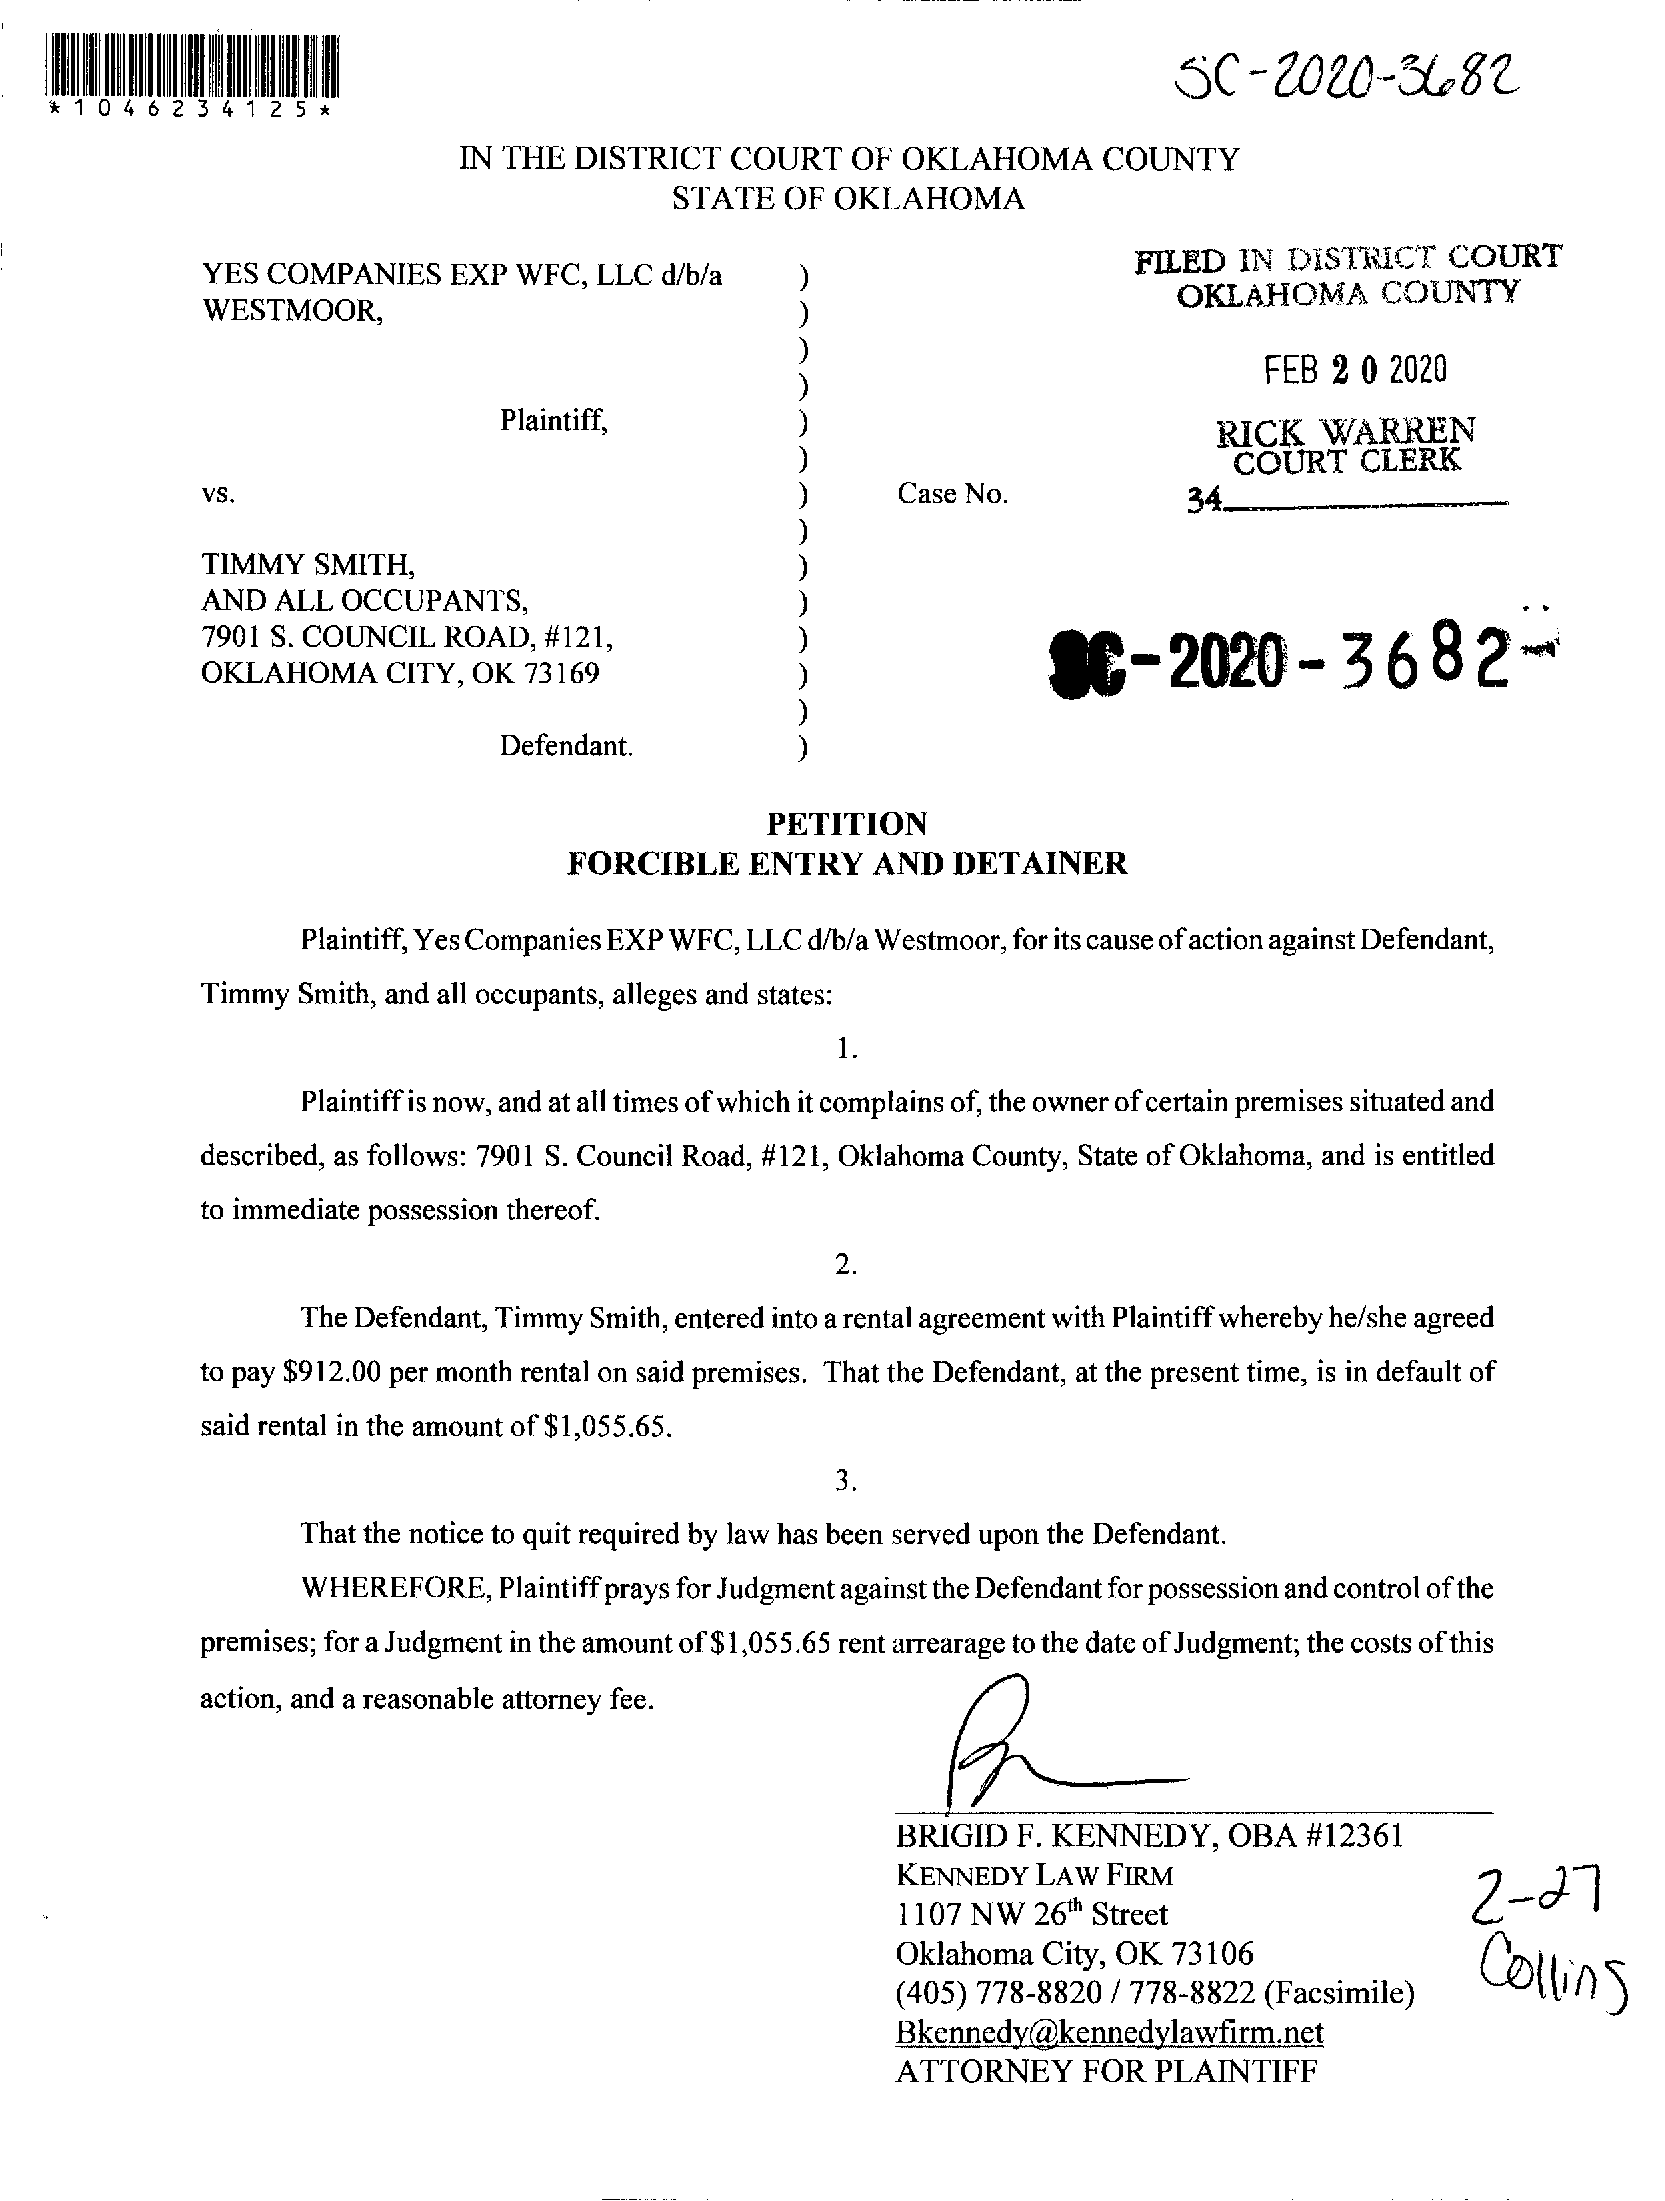 *1046234125*
SC-2020-3682
IN THE DISTRICT COURT OF OKLAHOMA COUNTY
STATE OF OKLAHOMA
YES COMPANIES EXP WFC, LLC d/b/a )
WESTMOOR, )
)
)
Plaintiff, )
)
vs. ) Case No.
)
TIMMY SMITH, )
AND ALL OCCUPANTS, )
7901 S. COUNCIL ROAD, #121, )
OKLAHOMA CITY, OK 73169 )
)
Defendant. )
FILED IN DISTRICT COURT
OKLAHOMA COUNTY
FEB 20 2020
RICK WARREN
COURT CLERK
34
SC-2020-3682-
PETITION
FORCIBLE ENTRY AND DETAINER
Plaintiff, Yes Companies EXP WFC, LLC d/b/a Westmoor, for its cause of action against Defendant,
Timmy Smith, and all occupants, alleges and states:
1.
Plaintiff is now, and at all times of which it complains of, the owner of certain premises situated and
described, as follows: 7901 S. Council Road, #121, Oklahoma County, State of Oklahoma, and is entitled
to immediate possession thereof.
2.
The Defendant, Timmy Smith, entered into a rental agreement with Plaintiff whereby he/she agreed
to pay $912.00 per month rental on said premises. That the Defendant, at the present time, is in default of
said rental in the amount of $1,055.65.
3.
That the notice to quit required by law has been served upon the Defendant.
WHEREFORE, Plaintiff prays for Judgment against the Defendant for possession and control of the
premises; for a Judgment in the amount of $1,055.65 rent arrearage to the date of Judgment; the costs of this
action, and a reasonable attorney fee.
BRIGID F. KENNEDY, OBA #12361
KENNEDY LAW FIRM
1107 NW 26th Street
Oklahoma City, OK 73106
(405) 778-8820 / 778-8822 (Facsimile)
Bkennedy@kennedylawfirm.net
ATTORNEY FOR PLAINTIFF
2-27
Collins